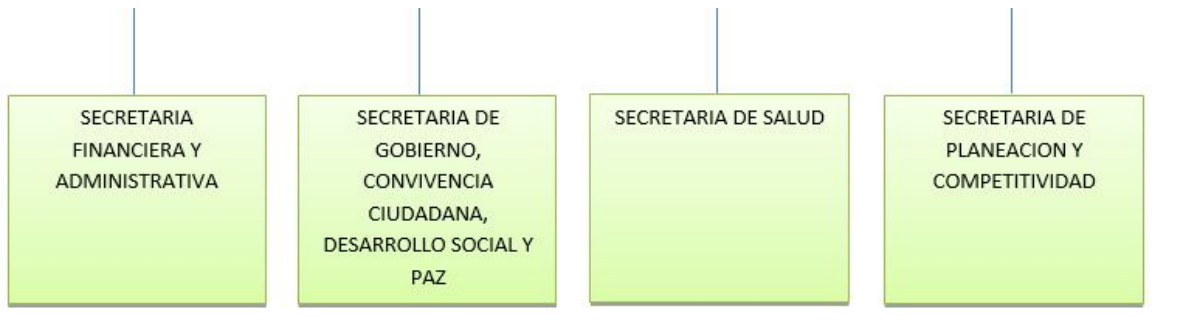 SECRETARIA
FINANCIERA Y
ADMINISTRATIVA
SECRETARIA DE
GOBIERNO,
CONVIVENCIA
CIUDADANA,
DESARROLLO SOCIAL Y
PAZ
SECRETARIA DE SALUD
SECRETARIA DE
PLANEACION Y
COMPETITIVIDAD